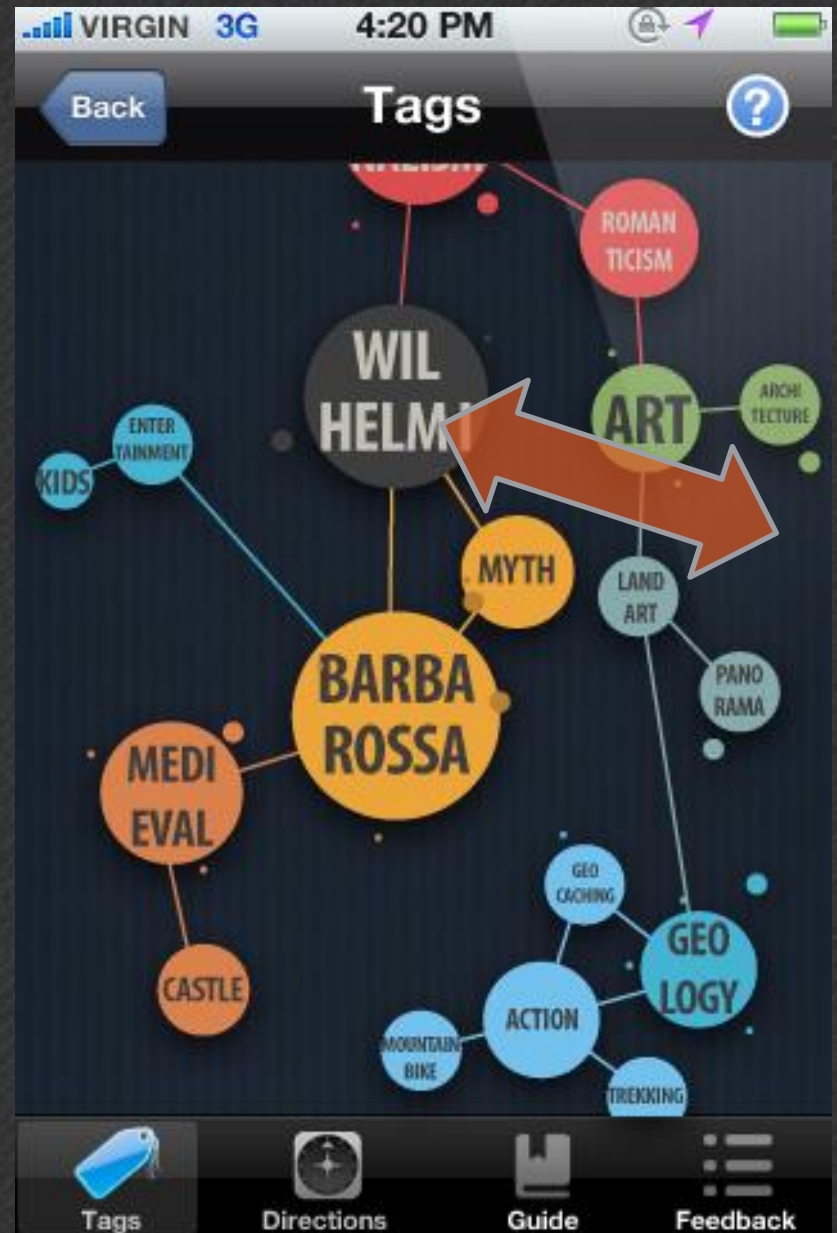 VIRGIN 3G 4:20 PM
Back
Tags
?
ROMAN
TICISM
WIL
HELM I
ART
ARCHI
TECTURE
ENTER
TAINMENT
KIDS
MYTH
LAND
ART
BARBA
ROSSA
PANO
RAMA
MEDI
EVAL
GEO
CACHING
GEO
LOGY
CASTLE
ACTION
MOUNTAIN
BIKE
TREKKING
Tags
Directions
Guide
Feedback